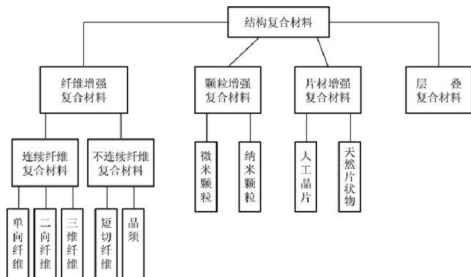 结构复合材料
纤维增强
复合材料
颗粒增强
复合材料
片材增强
复合材料
层叠
复合材料
连续纤维
复合材料
不连续纤维
复合材料
微米颗粒
纳米颗粒
人工晶片
天然片状物
单向纤维
二向纤维
三维纤维
短切纤维
晶须